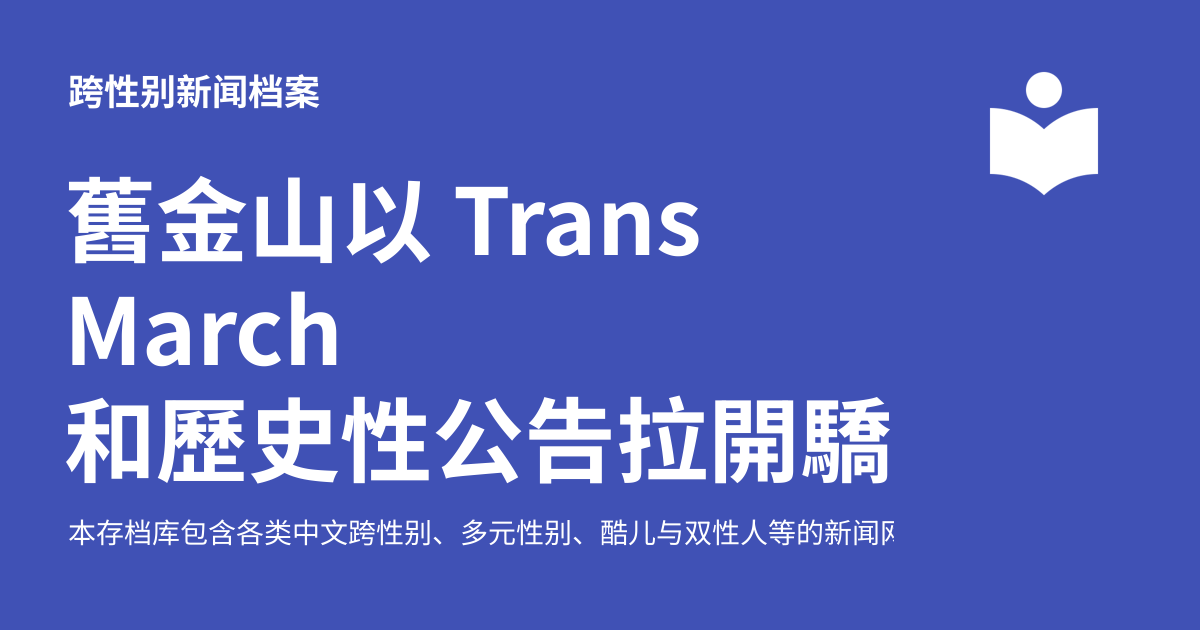 跨性别新闻档案
舊金山以 Trans
March
和歷史性公告拉開驕
本存档库包含各类中文跨性别、多元性别、酷儿与双性人等的新闻网